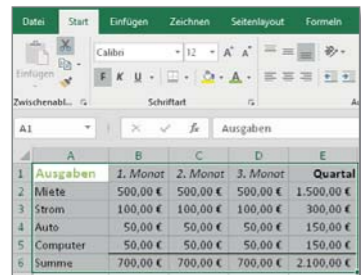 Datei Start Einfügen Zeichnen Seitenlayout Formeln
Calibri 12 A A
Einfügen F K U A
Zwischenabl... Schriftart
A1 fx Ausgaben
A B C D E
1 Ausgaben 1. Monat 2. Monat 3. Monat Quartal
2 Miete 500,00 € 500,00 € 500,00 € 1.500,00 €
3 Strom 100,00 € 100,00 € 100,00 € 300,00 €
4 Auto 50,00 € 50,00 € 50,00 € 150,00 €
5 Computer 50,00 € 50,00 € 50,00 € 150,00 €
6 Summe 700,00 € 700,00 € 700,00 € 2.100,00 €